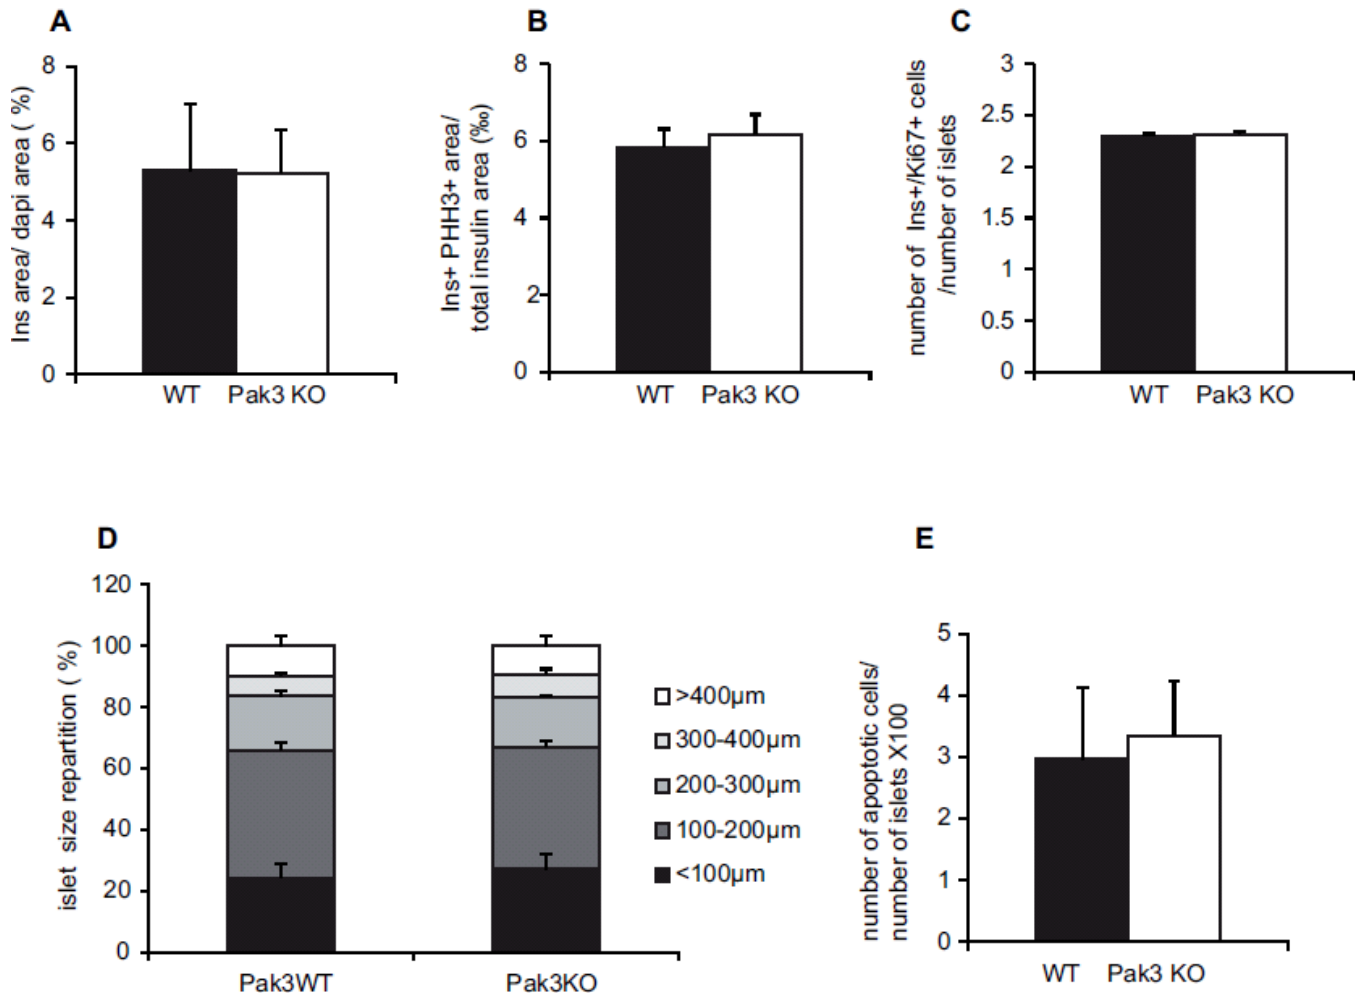 A
Ins area/ dapi area ( %)
8
6
4
2
0
WT Pak3 KO
B
Ins+ PHH3+ area/
total insulin area (‰)
8
6
4
2
0
WT Pak3 KO
C
number of Ins+/Ki67+ cells
/number of islets
3
2.5
2
1.5
1
0.5
0
WT Pak3 KO
D
islet size repartition ( %)
120
100
80
60
40
20
0
Pak3WT Pak3KO
>400µm
300-400µm
200-300µm
100-200µm
<100µm
E
number of apoptotic cells/
number of islets X100
5
4
3
2
1
0
WT Pak3 KO